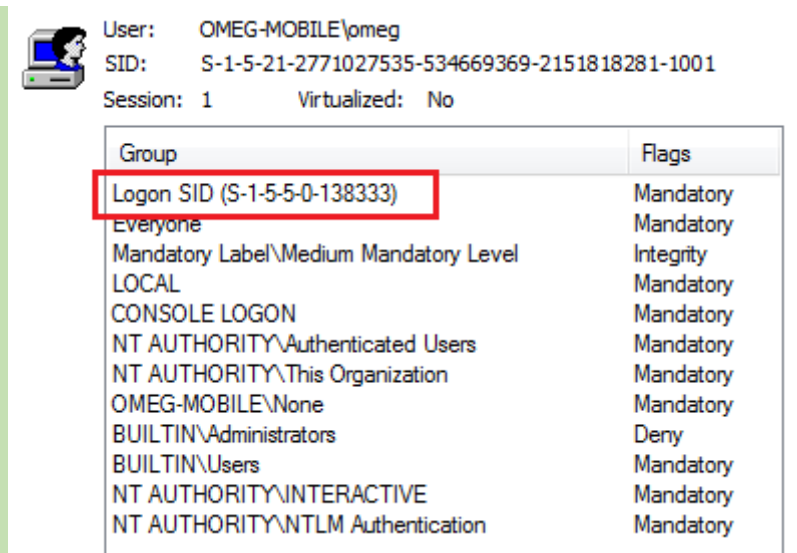 User: OMEG-MOBILE\omeg
SID: S-1-5-21-2771027535-534669369-2151818281-1001
Session: 1 Virtualized: No
Group Flags
Logon SID (S-1-5-5-0-138333) Mandatory
Everyone Mandatory
Mandatory Label\Medium Mandatory Level Integrity
LOCAL Mandatory
CONSOLE LOGON Mandatory
NT AUTHORITY\Authenticated Users Mandatory
NT AUTHORITY\This Organization Mandatory
OMEG-MOBILE\None Mandatory
BUILTIN\Administrators Deny
BUILTIN\Users Mandatory
NT AUTHORITY\INTERACTIVE Mandatory
NT AUTHORITY\NTLM Authentication Mandatory